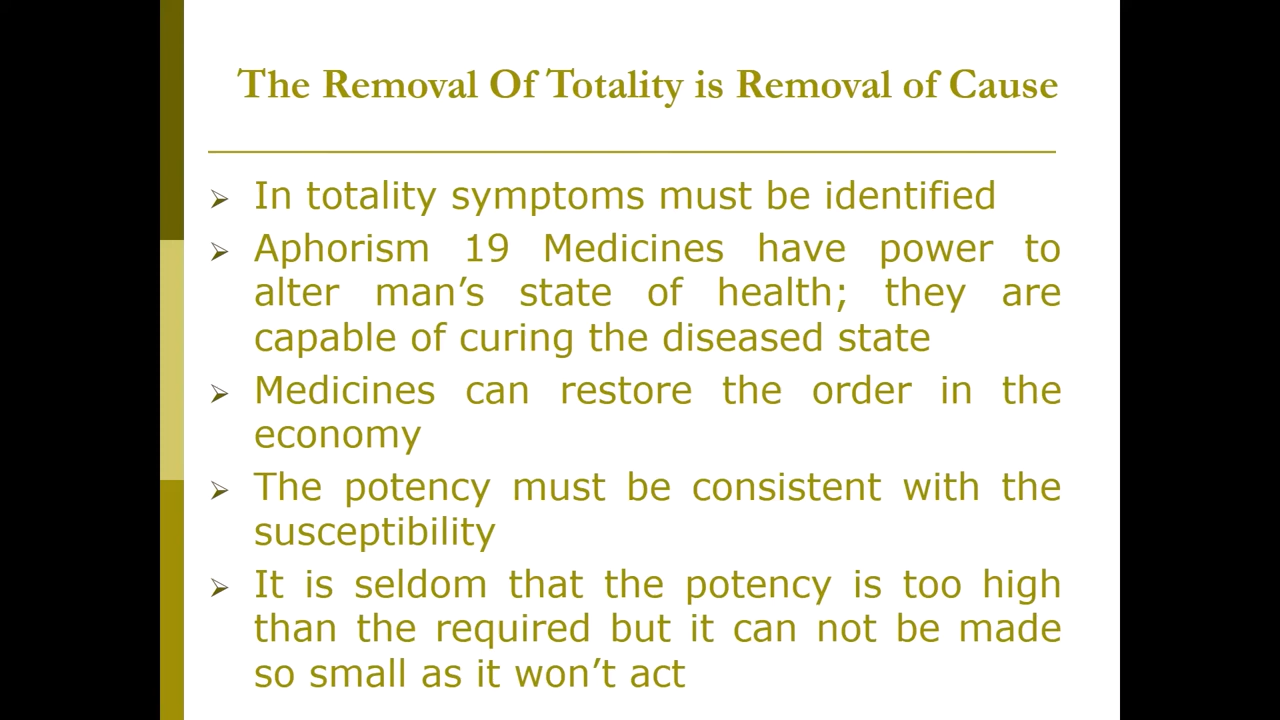 The Removal Of Totality is Removal of Cause
In totality symptoms must be identified
Aphorism 19 Medicines have power to
alter man’s state of health; they are
capable of curing the diseased state
Medicines can restore the order in the
economy
The potency must be consistent with the
susceptibility
It is seldom that the potency is too high
than the required but it can not be made
so small as it won’t act